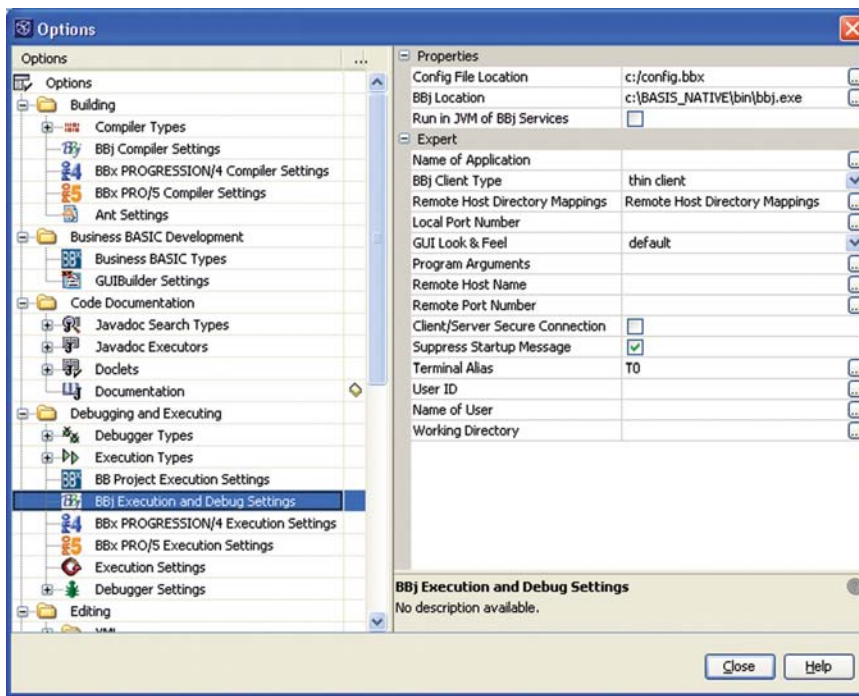 Options
Options ...
Options
Building
Compiler Types
BBj Compiler Settings
BBx PROGRESSION/4 Compiler Settings
BBx PRO/5 Compiler Settings
Ant Settings
Business BASIC Development
Business BASIC Types
GUIBuilder Settings
Code Documentation
Javadoc Search Types
Javadoc Executors
Doclets
Documentation
Debugging and Executing
Debugger Types
Execution Types
BB Project Execution Settings
BBj Execution and Debug Settings
BBx PROGRESSION/4 Execution Settings
BBx PRO/5 Execution Settings
Execution Settings
Debugger Settings
Editing
Properties
Config File Location c:/config.bbx
BBj Location c:\BASIS_NATIVE\bin\bbj.exe
Run in JVM of BBj Services
Expert
Name of Application
BBj Client Type thin client
Remote Host Directory Mappings Remote Host Directory Mappings
Local Port Number
GUI Look & Feel default
Program Arguments
Remote Host Name
Remote Port Number
Client/Server Secure Connection
Suppress Startup Message
Terminal Alias T0
User ID
Name of User
Working Directory
BBj Execution and Debug Settings
No description available.
Close Help